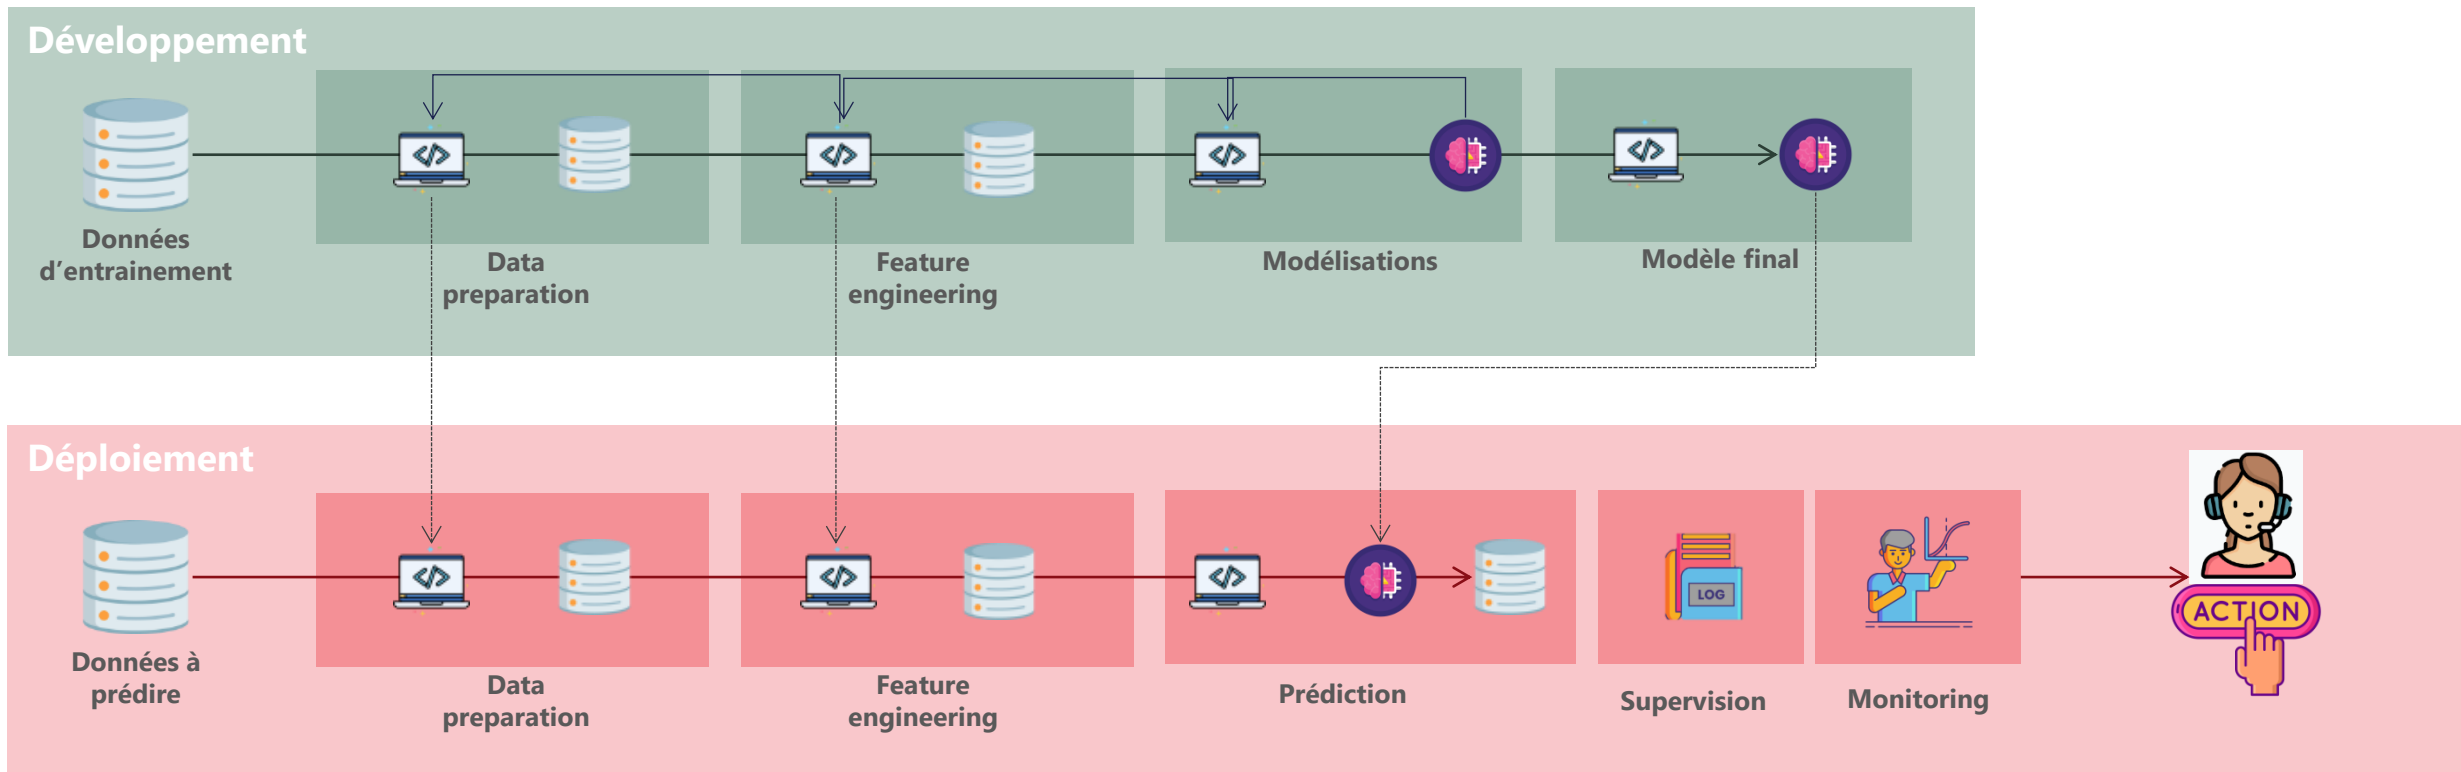 Développement
Données
d’entrainement
Data
preparation
Feature
engineering
Modélisations
Modèle final
Déploiement
Données à
prédire
Data
preparation
Feature
engineering
Prédiction
LOG
Supervision
Monitoring
ACTION